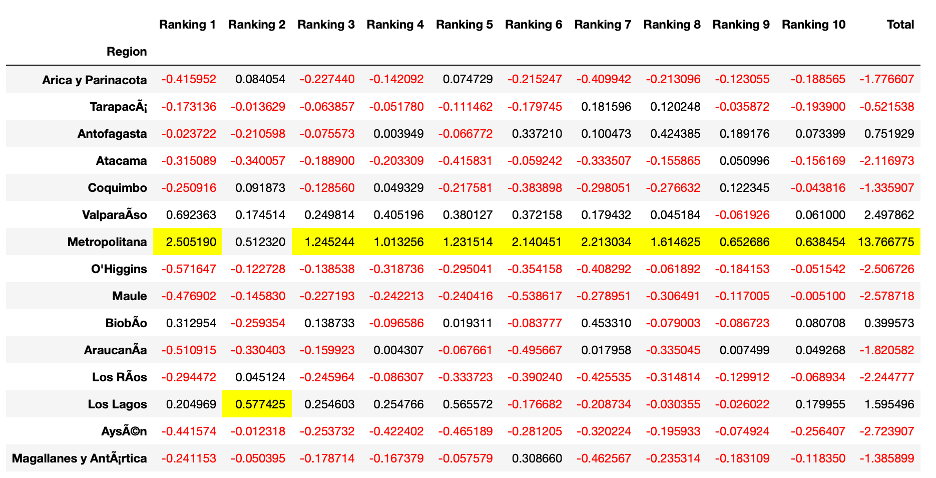 Ranking 1 Ranking 2 Ranking 3 Ranking 4 Ranking 5 Ranking 6 Ranking 7 Ranking 8 Ranking 9 Ranking 10 Total
Region
Arica y Parinacota -0.415952 0.084054 -0.227440 -0.142092 0.074729 -0.215247 -0.409942 -0.213096 -0.123055 -0.188565 -1.776607
TarapacÃ¡ -0.173136 -0.013629 -0.063857 -0.051780 -0.111462 -0.179745 0.181596 0.120248 -0.035872 -0.193900 -0.521538
Antofagasta -0.023722 -0.210598 -0.075573 0.003949 -0.066772 0.337210 0.100473 0.424385 0.189176 0.073399 0.751929
Atacama -0.315089 -0.340057 -0.188900 -0.203309 -0.415831 -0.059242 -0.333507 -0.155865 0.050996 -0.156169 -2.116973
Coquimbo -0.250916 0.091873 -0.128560 0.049329 -0.217581 -0.383898 -0.298051 -0.276632 0.122345 -0.043816 -1.335907
ValparaÃso 0.692363 0.174514 0.249814 0.405196 0.380127 0.372158 0.179432 0.045184 -0.061926 0.061000 2.497862
Metropolitana 2.505190 0.512320 1.245244 1.013256 1.231514 2.140451 2.213034 1.614625 0.652686 0.638454 13.766775
O'Higgins -0.571647 -0.122728 -0.138538 -0.318736 -0.295041 -0.354158 -0.408292 -0.061892 -0.184153 -0.051542 -2.506726
Maule -0.476902 -0.145830 -0.227193 -0.242213 -0.240416 -0.538617 -0.278951 -0.306491 -0.117005 -0.005100 -2.578718
BiobÃo 0.312954 -0.259354 0.138733 -0.096586 0.019311 -0.083777 0.453310 -0.079003 -0.086723 0.080708 0.399573
AraucanÃa -0.510915 -0.330403 -0.159923 0.004307 -0.067661 -0.495667 0.017958 -0.335045 0.007499 0.049268 -1.820582
Los RÃos -0.294472 0.045124 -0.245964 -0.086307 -0.333723 -0.390240 -0.425535 -0.314814 -0.129912 -0.068934 -2.244777
Los Lagos 0.204969 0.577425 0.254603 0.254766 0.565572 -0.176682 -0.208734 -0.030355 -0.026022 0.179955 1.595496
AysÃ©n -0.441574 -0.012318 -0.253732 -0.422402 -0.465189 -0.281205 -0.320224 -0.195933 -0.074924 -0.256407 -2.723907
Magallanes y AntÃ¡rtica -0.241153 -0.050395 -0.178714 -0.167379 -0.057579 0.308660 -0.462567 -0.235314 -0.183109 -0.118350 -1.385899